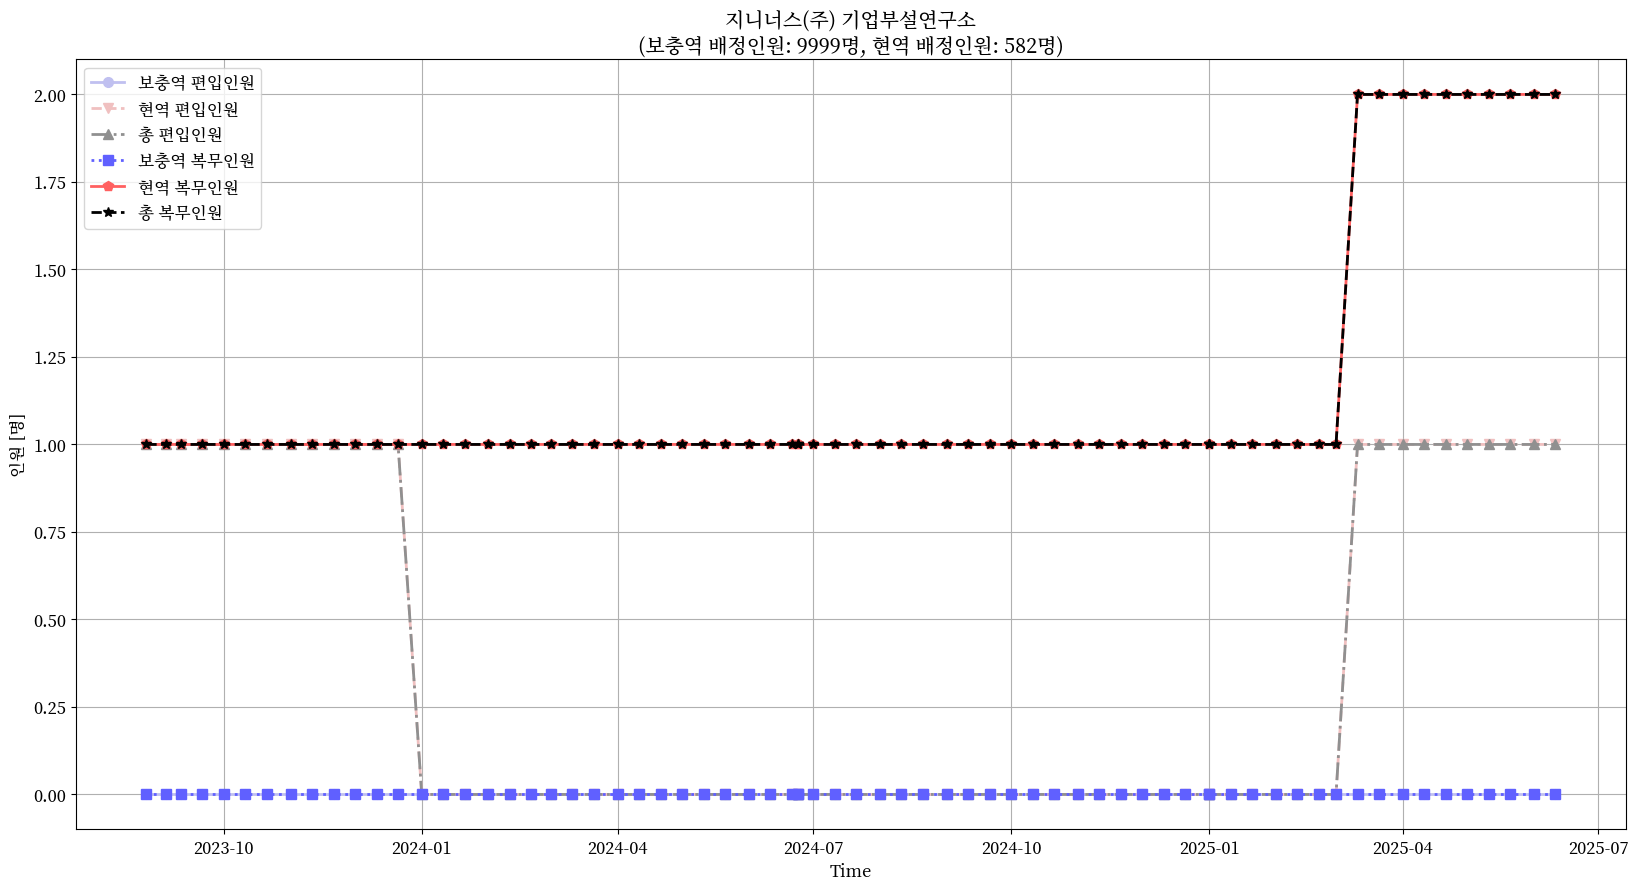 지니너스(주) 기업부설연구소
(보충역 배정인원: 9999명, 현역 배정인원: 582명)
보충역 편입인원
현역 편입인원
총 편입인원
보충역 복무인원
현역 복무인원
총 복무인원
인원 [명]
2.00
1.75
1.50
1.25
1.00
0.75
0.50
0.25
0.00
2023-10
2024-01
2024-04
2024-07
2024-10
2025-01
2025-04
2025-07
Time